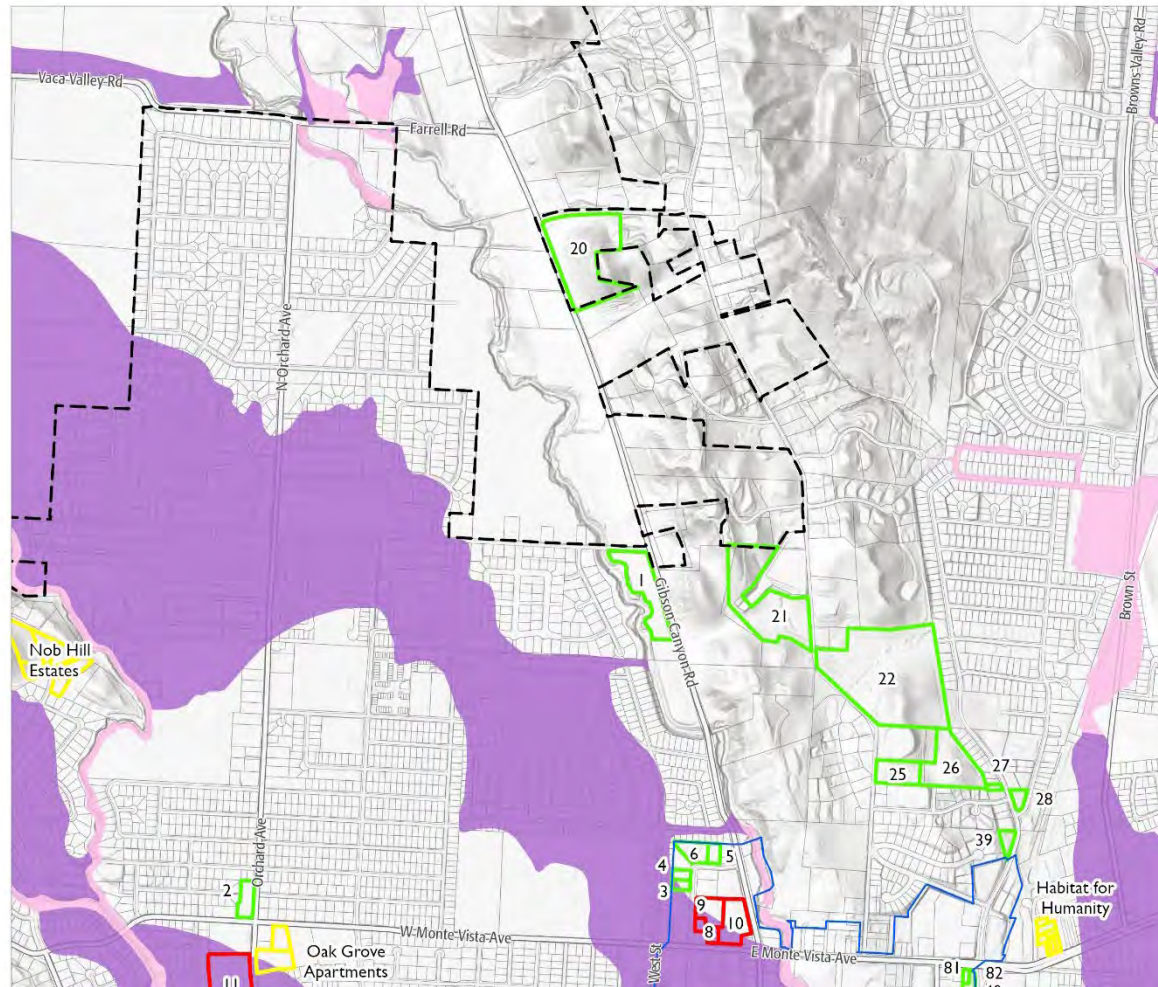 Vaca Valley Rd
Farrell Rd
Browns Valley Rd
20
N Orchard Ave
1
Gibson Canyon Rd
21
22
Brown St
Nob Hill
Estates
25
26
27
28
39
2
Orchard Ave
6
5
4
3
9
10
8
West St
W Monte Vista Ave
E Monte Vista Ave
Oak Grove
Apartments
11
Habitat for
Humanity
81
82